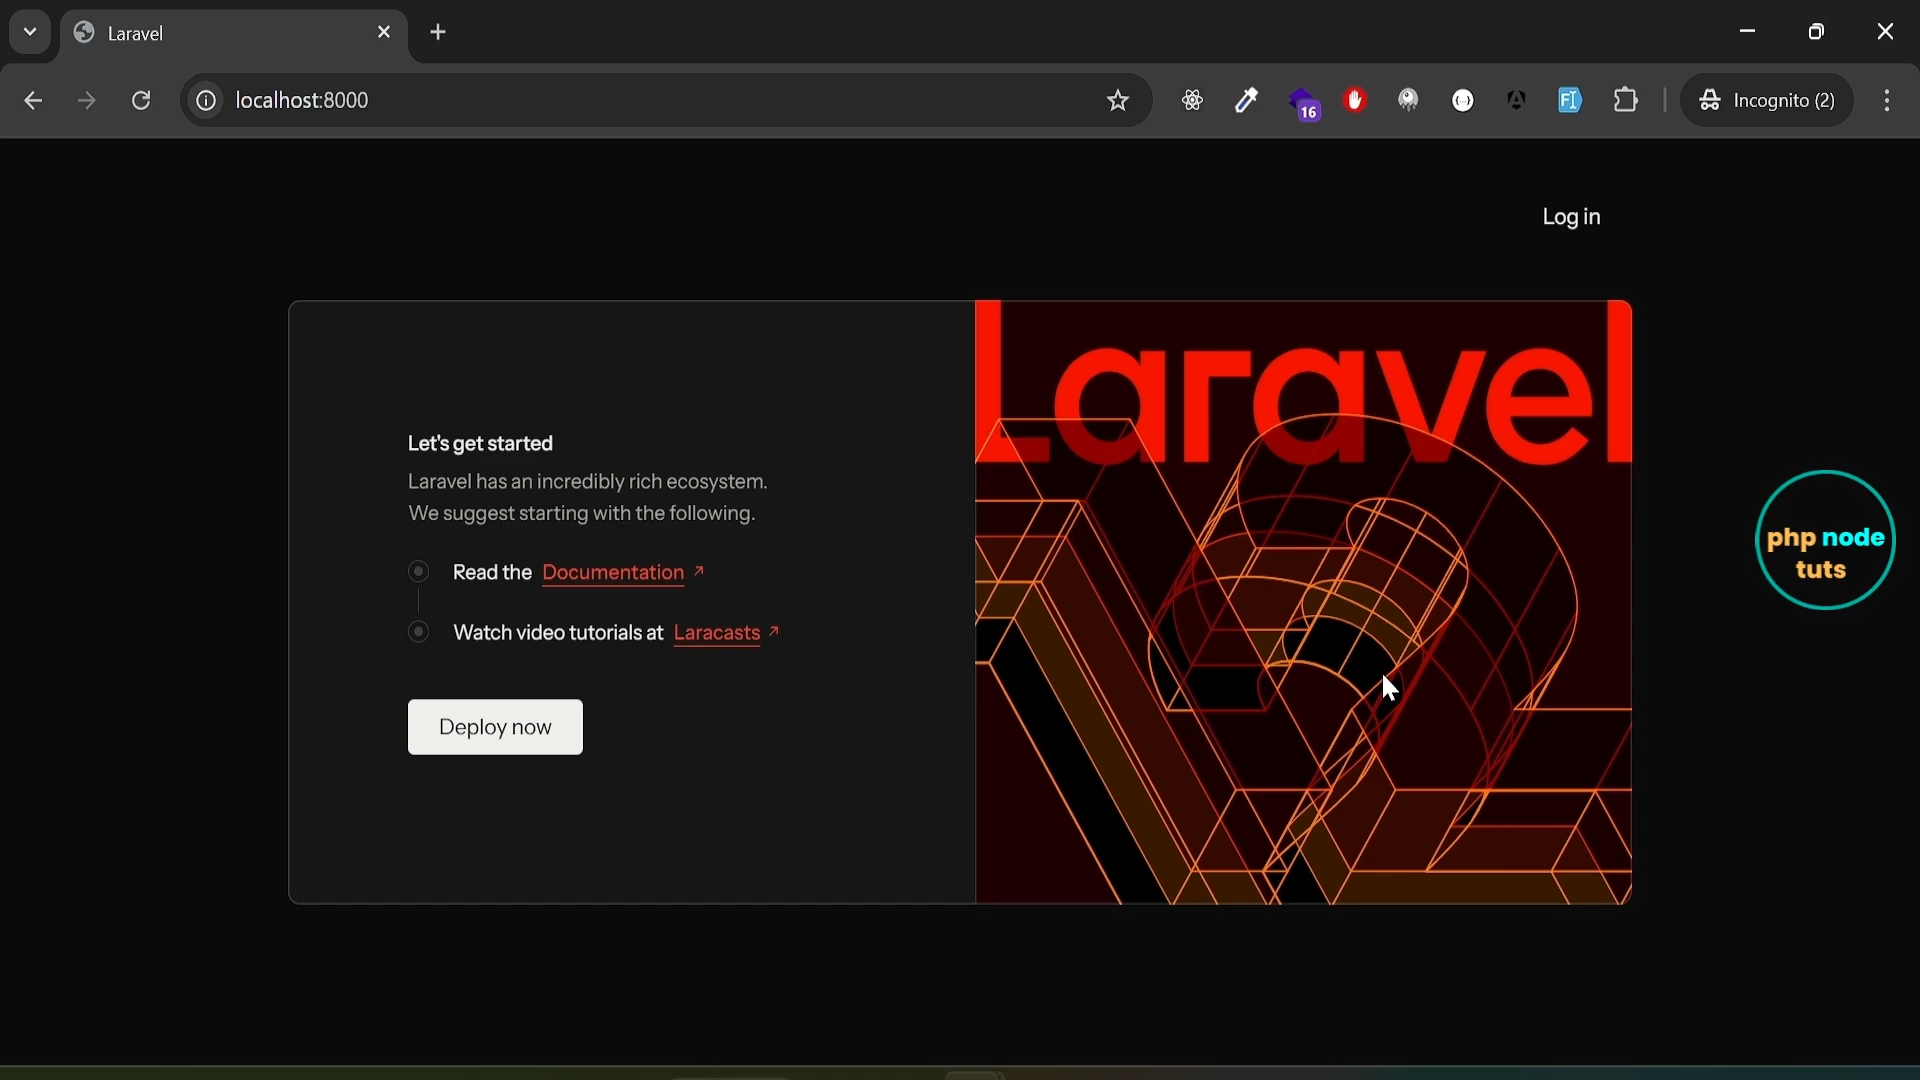 Laravel
localhost:8000
16
Incognito (2)
Log in
Let's get started
Laravel has an incredibly rich ecosystem.
We suggest starting with the following.
Read the Documentation ↗
Watch video tutorials at Laracasts ↗
Deploy now
Laravel
12
php node
tuts